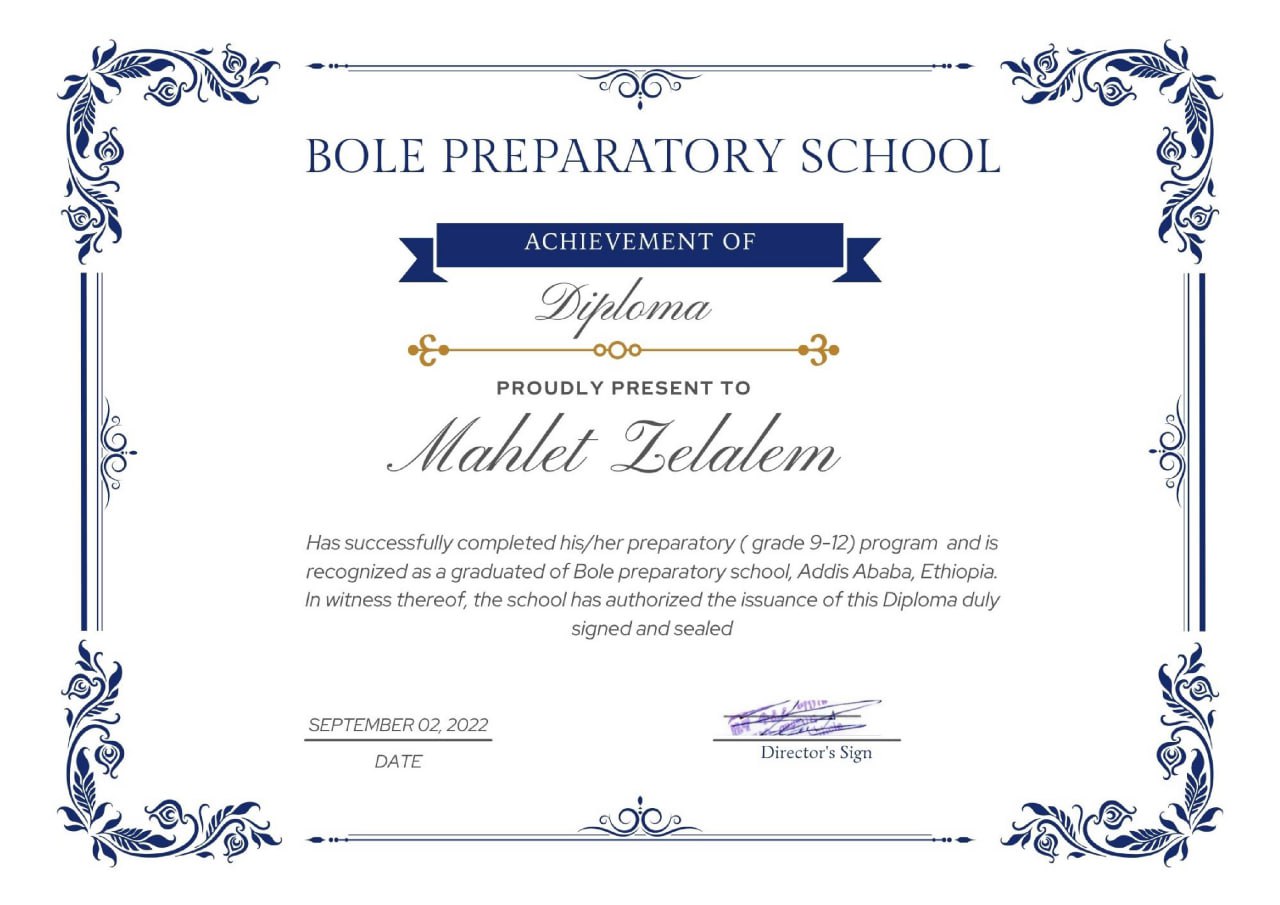 BOLE PREPARATORY SCHOOL
ACHIEVEMENT OF
Diploma
PROUDLY PRESENT TO
Mahlet Zelalem
Has successfully completed his/her preparatory ( grade 9-12) program and is
recognized as a graduated of Bole preparatory school, Addis Ababa, Ethiopia.
In witness thereof, the school has authorized the issuance of this Diploma duly
signed and sealed
SEPTEMBER 02, 2022
DATE
Director's Sign